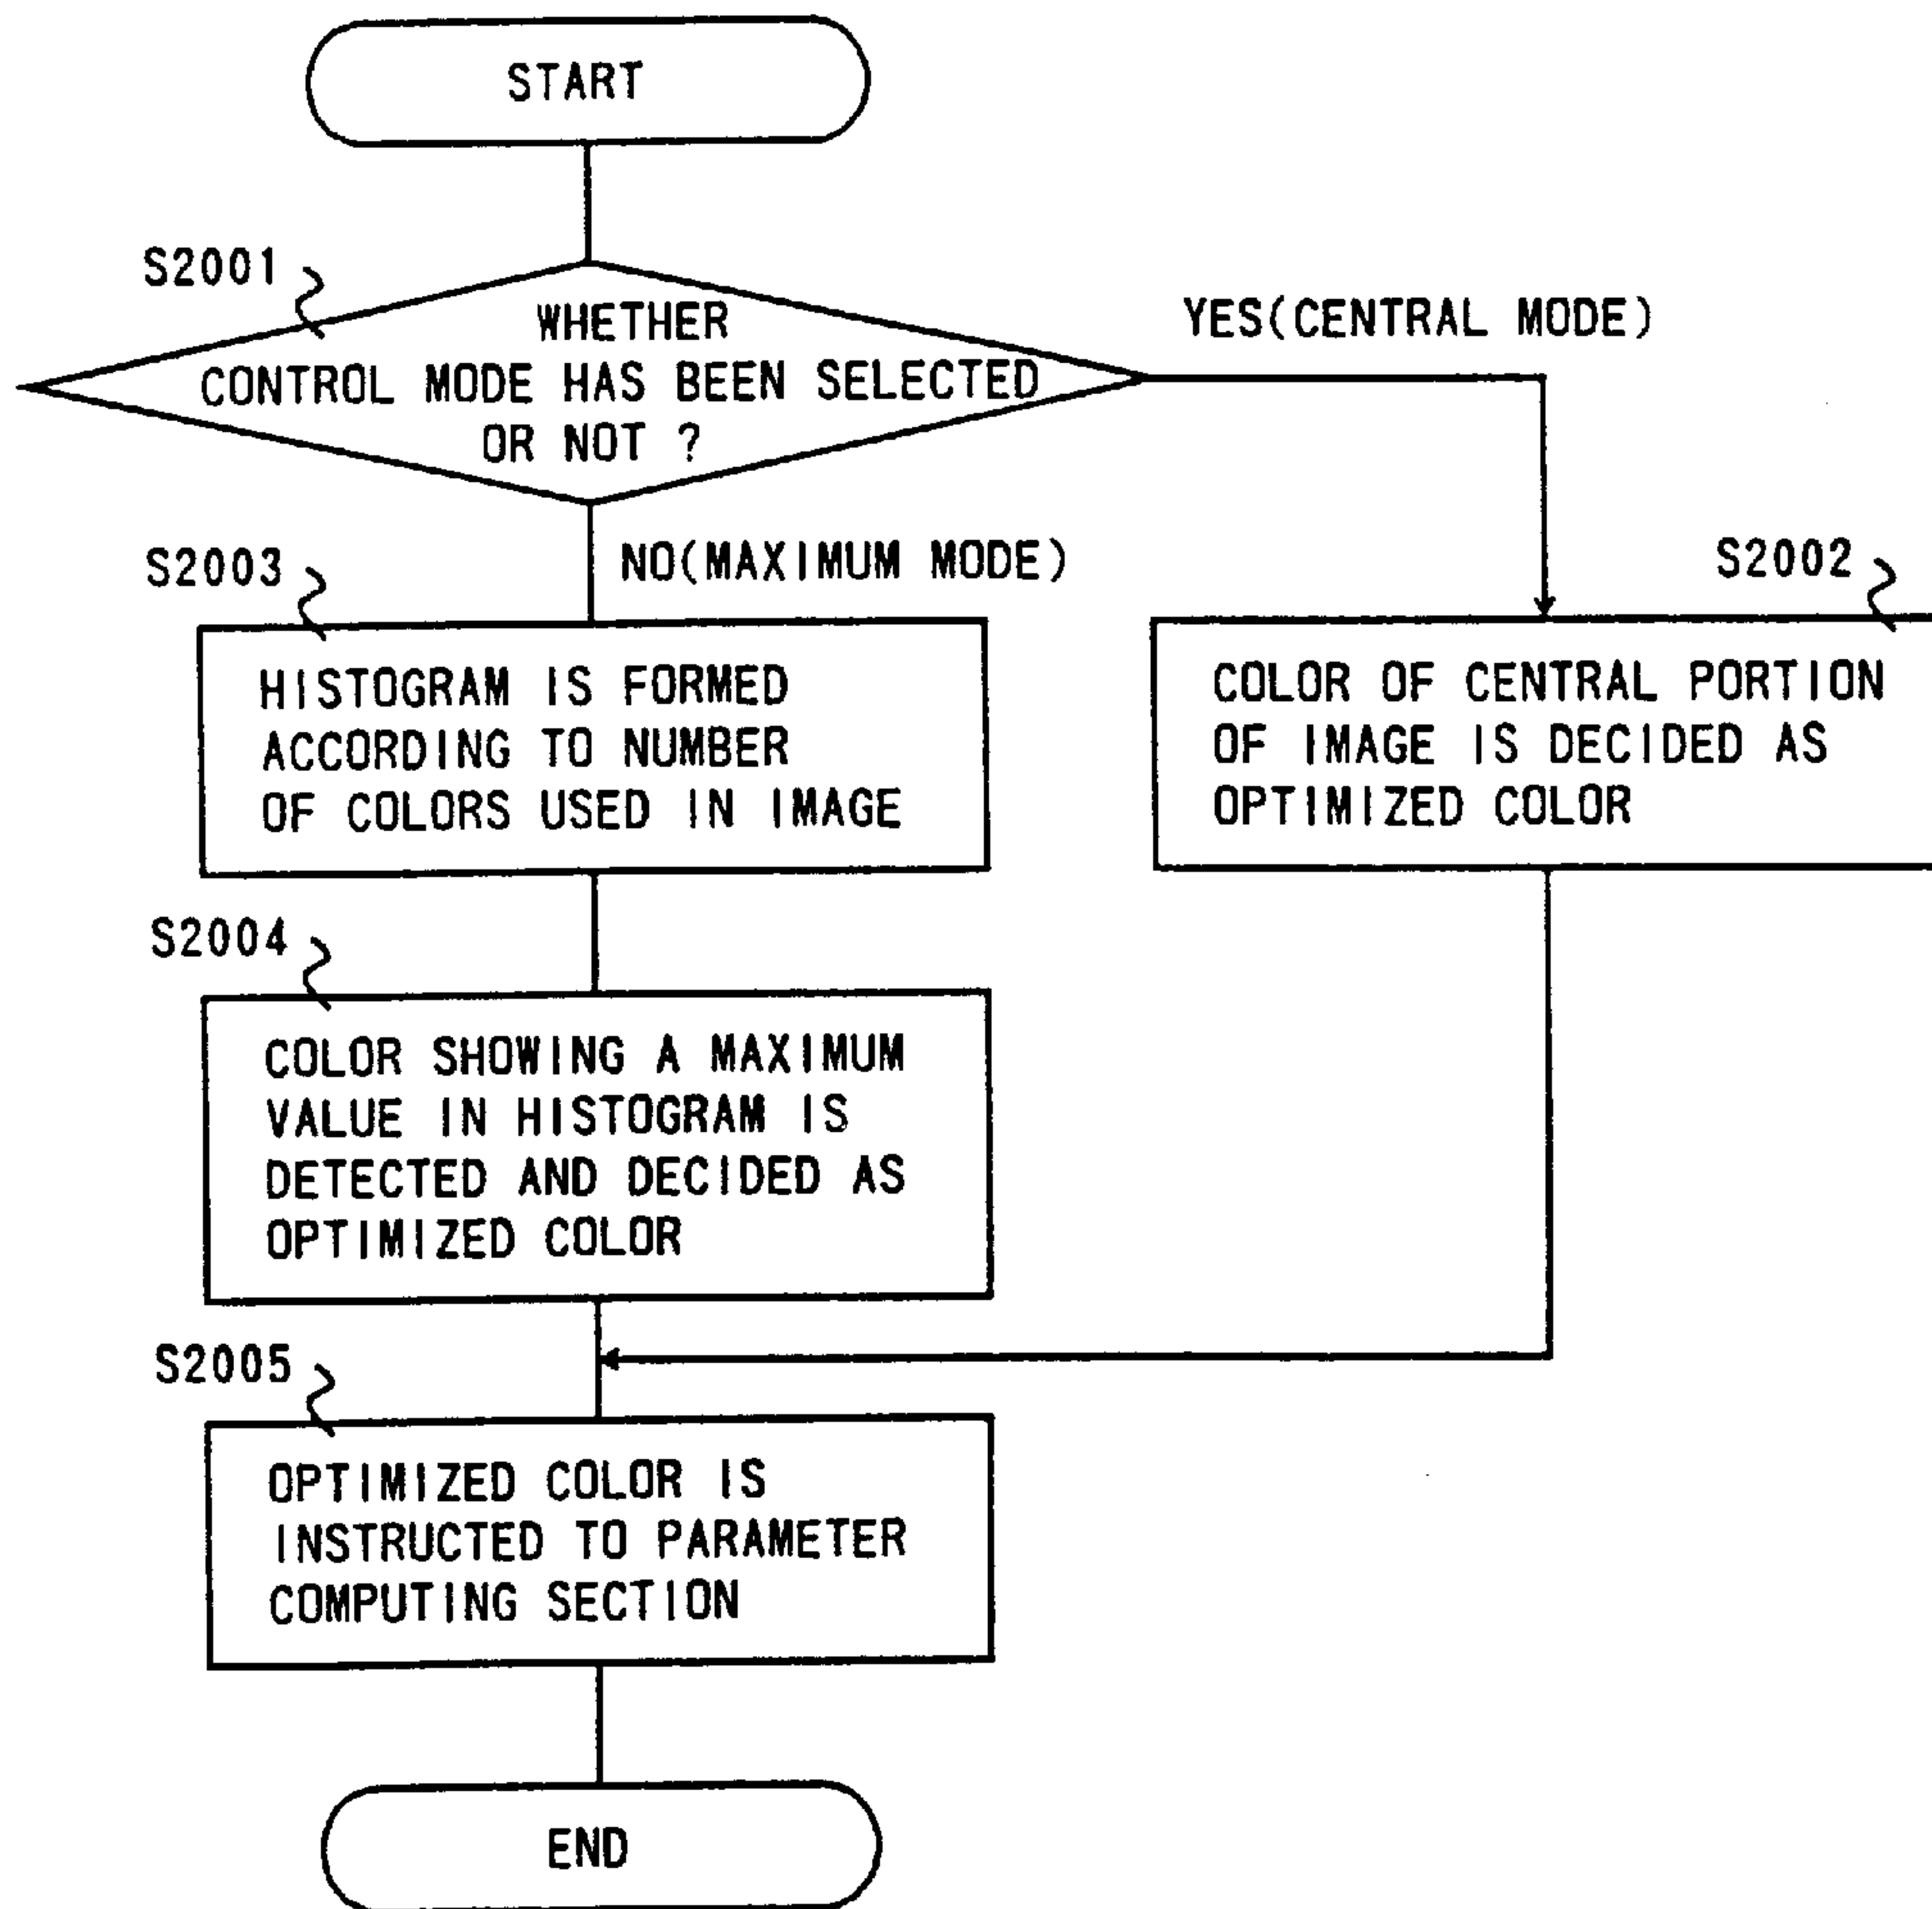 START
S2001
WHETHER
CONTROL MODE HAS BEEN SELECTED
OR NOT ?
YES(CENTRAL MODE)
NO(MAXIMUM MODE)
S2002
COLOR OF CENTRAL PORTION
OF IMAGE IS DECIDED AS
OPTIMIZED COLOR
S2003
HISTOGRAM IS FORMED
ACCORDING TO NUMBER
OF COLORS USED IN IMAGE
S2004
COLOR SHOWING A MAXIMUM
VALUE IN HISTOGRAM IS
DETECTED AND DECIDED AS
OPTIMIZED COLOR
S2005
OPTIMIZED COLOR IS
INSTRUCTED TO PARAMETER
COMPUTING SECTION
END